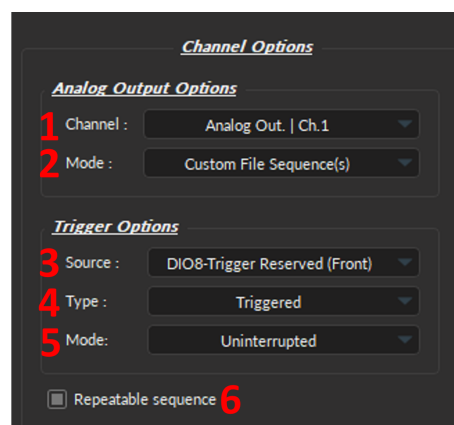 Channel Options
Analog Output Options
1 Channel : Analog Out. | Ch.1
2 Mode : Custom File Sequence(s)
Trigger Options
3 Source : DIO8-Trigger Reserved (Front)
4 Type : Triggered
5 Mode: Uninterrupted
Repeatable sequence 6